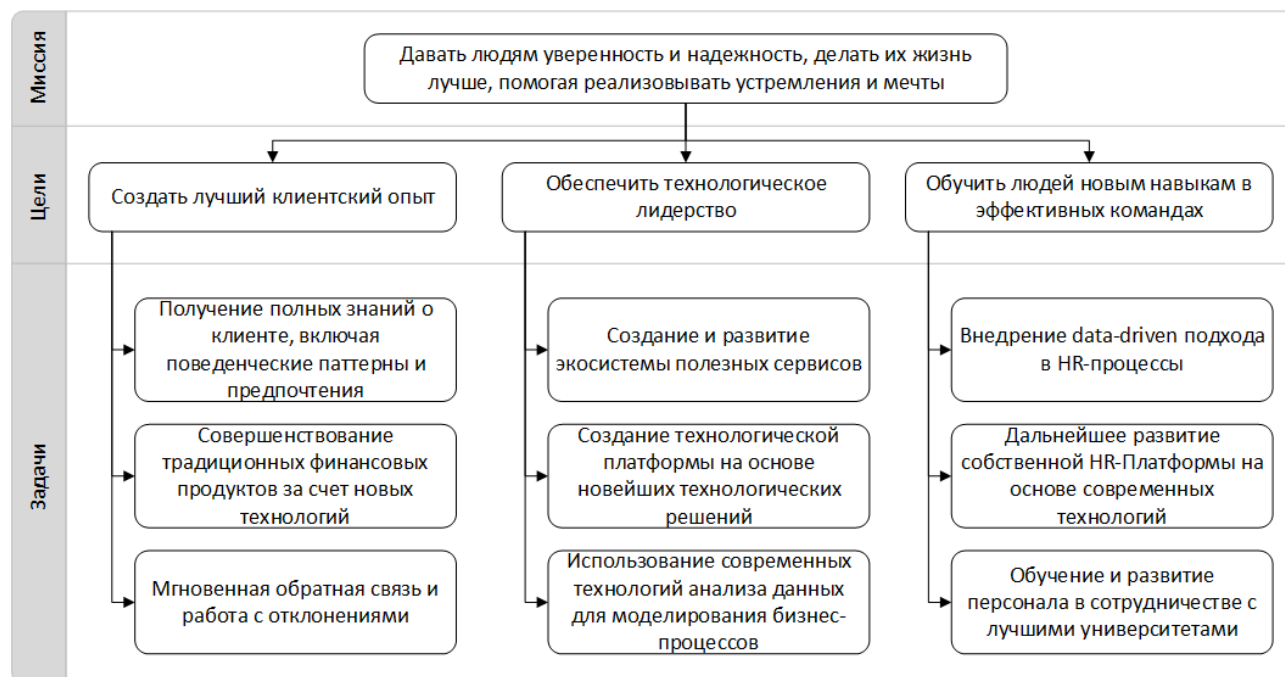 Миссия
Давать людям уверенность и надежность, делать их жизнь
лучше, помогая реализовывать устремления и мечты
Цели
Создать лучший клиентский опыт
Обеспечить технологическое
лидерство
Обучить людей новым навыкам в
эффективных командах
Задачи
Получение полных знаний о
клиенте, включая
поведенческие паттерны и
предпочтения
Совершенствование
традиционных финансовых
продуктов за счет новых
технологий
Мгновенная обратная связь и
работа с отклонениями
Создание и развитие
экосистемы полезных сервисов
Создание технологической
платформы на основе
новейших технологических
решений
Использование современных
технологий анализа данных
для моделирования бизнес-
процессов
Внедрение data-driven подхода
в HR-процессы
Дальнейшее развитие
собственной HR-Платформы на
основе современных
технологий
Обучение и развитие
персонала в сотрудничестве с
лучшими университетами